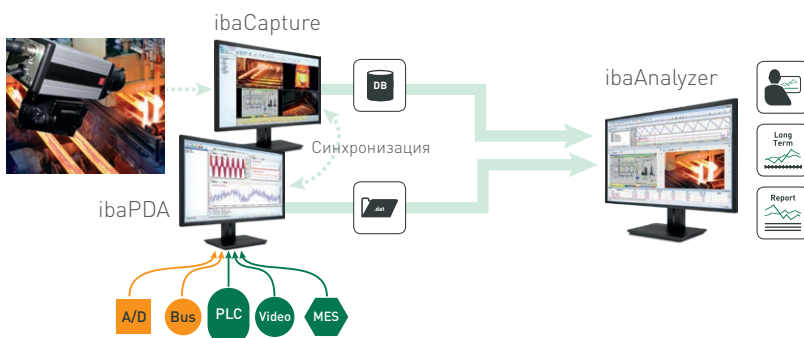 ibaCapture
DB
ibaAnalyzer
Синхронизация
Long
Term
ibaPDA
.dat
Report
A/D
Bus
PLC
Video
MES